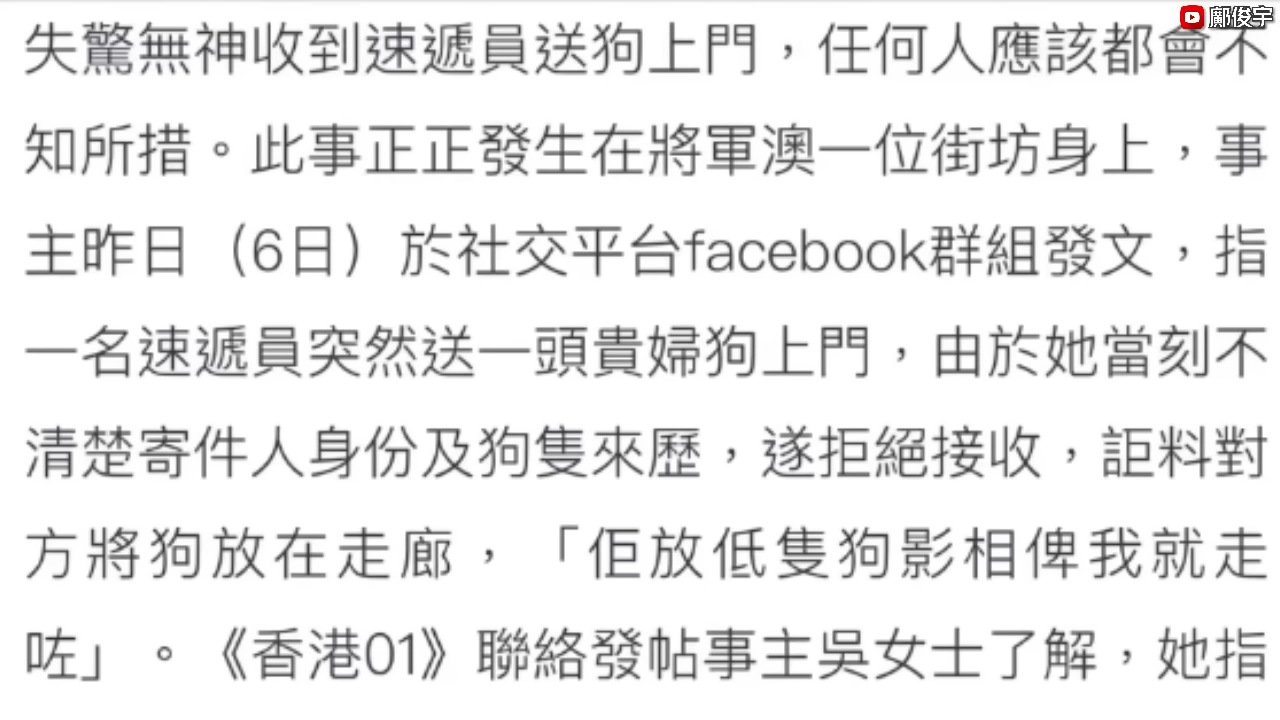 鄺俊宇
失驚無神收到速遞員送狗上門，任何人應該都會不
知所措。此事正正發生在將軍澳一位街坊身上，事
主昨日（6日）於社交平台facebook群組發文，指
一名速遞員突然送一頭貴婦狗上門，由於她當刻不
清楚寄件人身份及狗隻來歷，遂拒絕接收，詎料對
方將狗放在走廊，「佢放低隻狗影相俾我就走
咗」。《香港01》聯絡發帖事主吳女士了解，她指